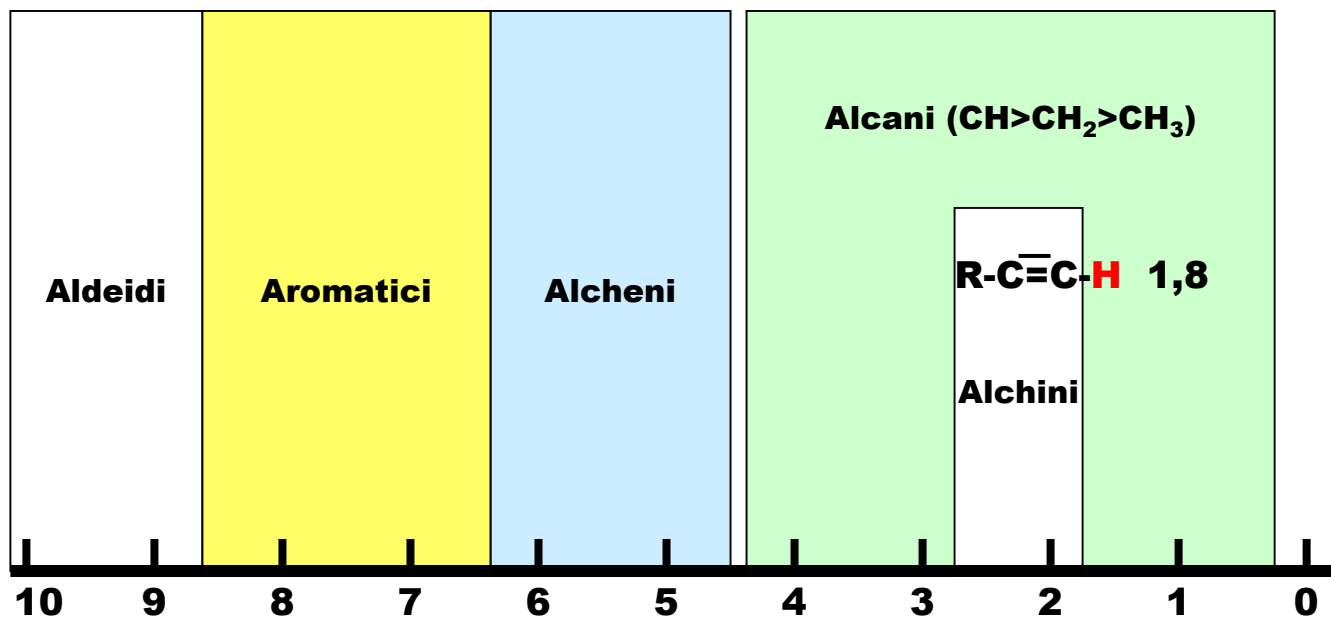 Alcani (CH>CH₂>CH₃)
R-C≡C-H 1,8
Aldeidi Aromatici Alcheni
Alchini
10 9 8 7 6 5 4 3 2 1 0